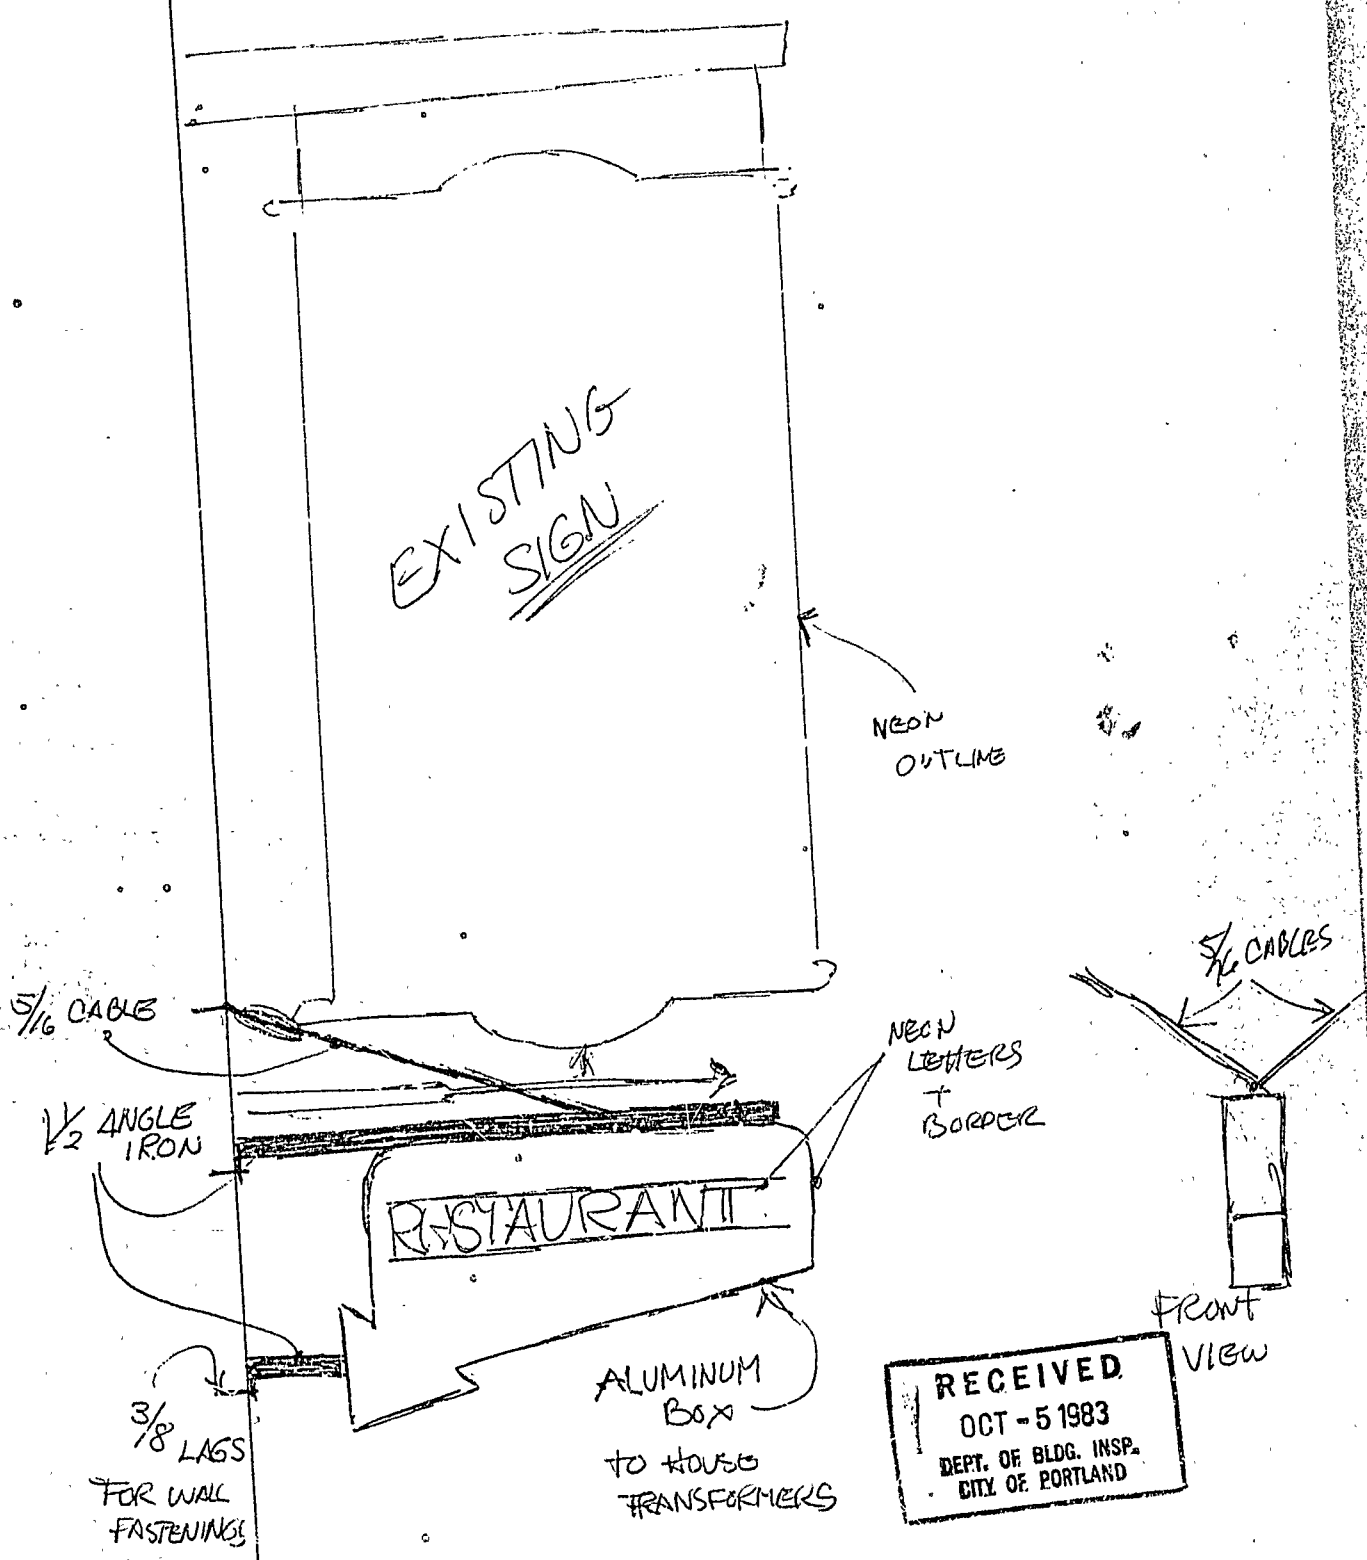 EXISTING
SIGN
NEON
OUTLINE
5/16 CABLES
5/16 CABLE
NEON
LETTERS
+
BORDER
1 1/2 ANGLE
IRON
RESTAURANT
FRONT
VIEW
ALUMINUM
BOX
TO HOUSE
TRANSFORMERS
3/8 LAGS
FOR WALL
FASTENINGS
RECEIVED
OCT - 5 1983
DEPT. OF BLDG. INSP.
CITY OF PORTLAND